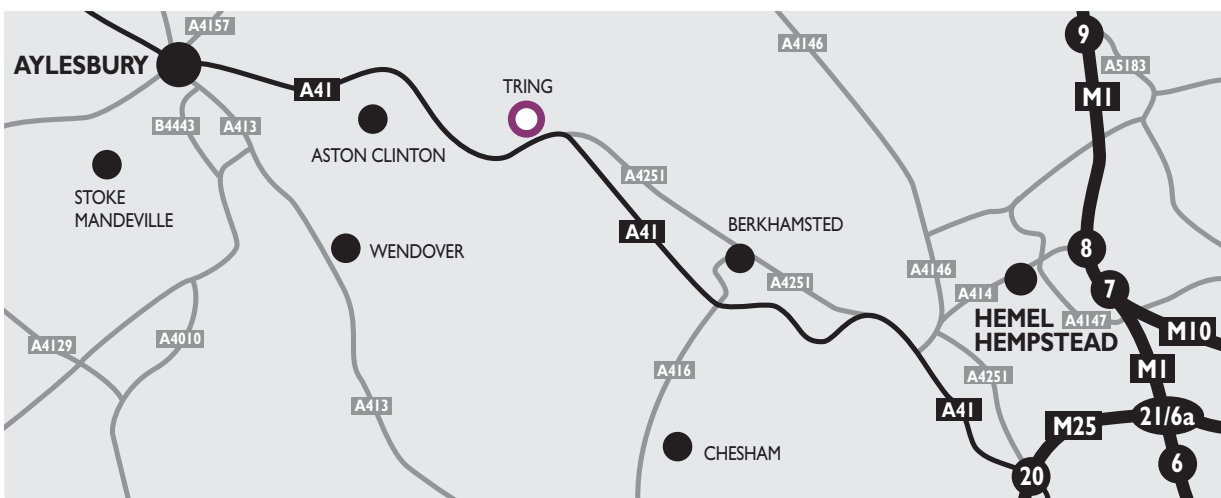 A4157
9
A4146
AYLESBURY
A5183
TRING
A41
M1
B4443
A413
ASTON CLINTON
A4251
STOKE
MANDEVILLE
BERKHAMSTED
A41
WENDOVER
8
A4146
A4251
7
A414
HEMEL
HEMPSTEAD
A4147
M10
A4129
A4010
A416
A4251
M1
A413
A41
M25
21/6a
CHESHAM
6
20